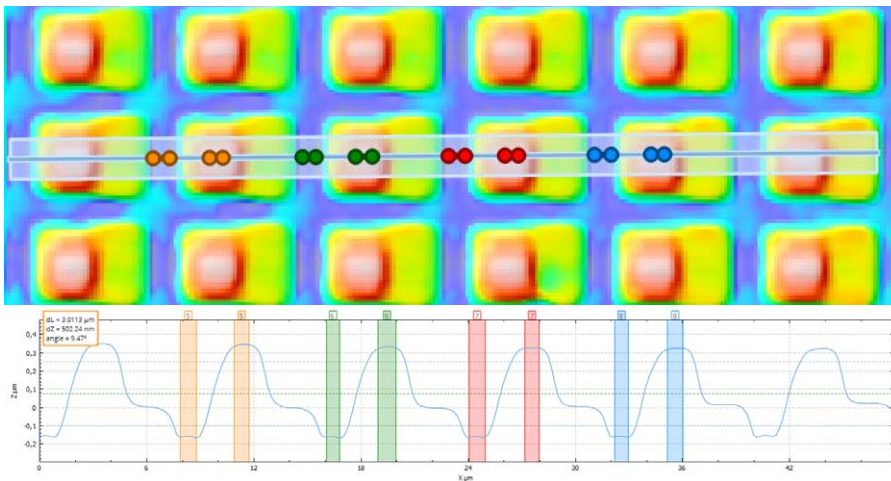 5 5 6 6 7 7 8 8
dL = 3.0113 µm
dZ = 502.24 nm
angle = 9.47°
0,4
0,3
0,2
0,1
0
-0,1
-0,2
Z µm
0 6 12 18 24 30 36 42
X µm